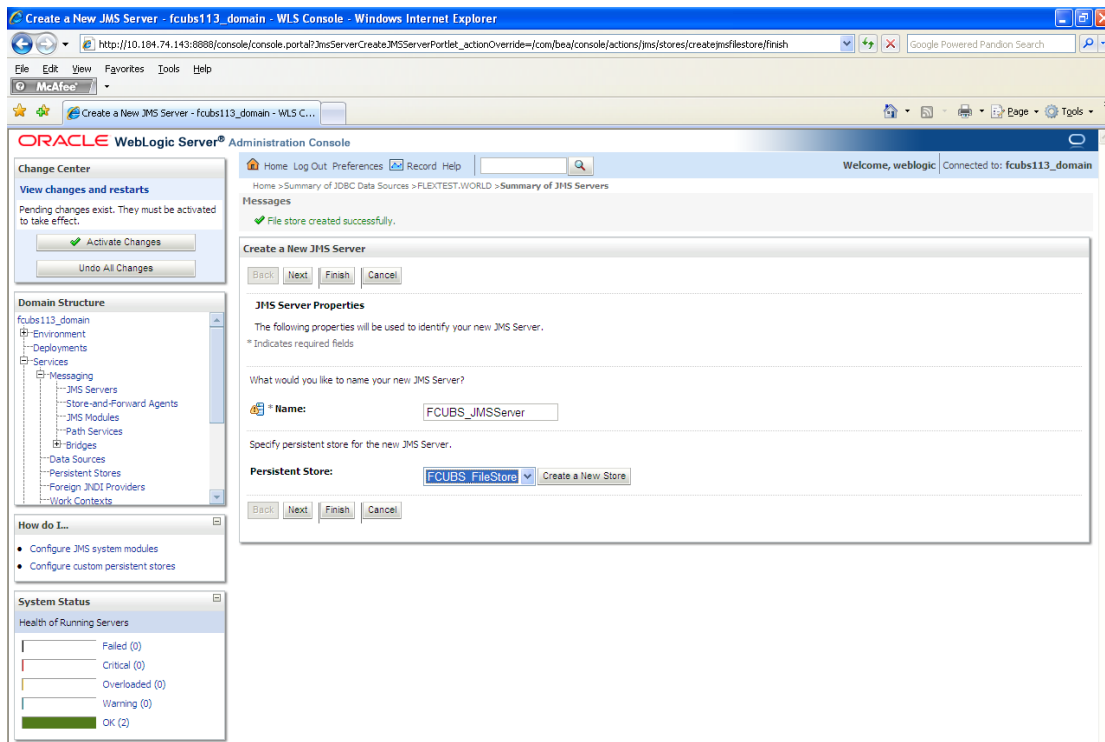 Create a New JMS Server - fcubs113_domain - WLS Console - Windows Internet Explorer
http://10.184.74.143:8888/console/console.portal?JmsServerCreateJMSServerPortlet_actionOverride=/com/bea/console/actions/jms/stores/createjmsfilestore/finish
Google Powered Pandion Search
File Edit View Favorites Tools Help
McAfee
Create a New JMS Server - fcubs113_domain - WLS C...
Page
Tools
ORACLE WebLogic Server® Administration Console
Change Center
View changes and restarts
Pending changes exist. They must be activated
to take effect.
Activate Changes
Undo All Changes
Domain Structure
fcubs113_domain
Environment
Deployments
Services
Messaging
JMS Servers
Store-and-Forward Agents
JMS Modules
Path Services
Bridges
Data Sources
Persistent Stores
Foreign JNDI Providers
Work Contexts
How do I...
Configure JMS system modules
Configure custom persistent stores
System Status
Health of Running Servers
Failed (0)
Critical (0)
Overloaded (0)
Warning (0)
OK (2)
Home Log Out Preferences Record Help
Welcome, weblogic Connected to: fcubs113_domain
Home >Summary of JDBC Data Sources >FLEXTEST.WORLD >Summary of JMS Servers
Messages
File store created successfully.
Create a New JMS Server
Back Next Finish Cancel
JMS Server Properties
The following properties will be used to identify your new JMS Server.
* Indicates required fields
What would you like to name your new JMS Server?
* Name: FCUBS_JMSServer
Specify persistent store for the new JMS Server.
Persistent Store: FCUBS_FileStore Create a New Store
Back Next Finish Cancel